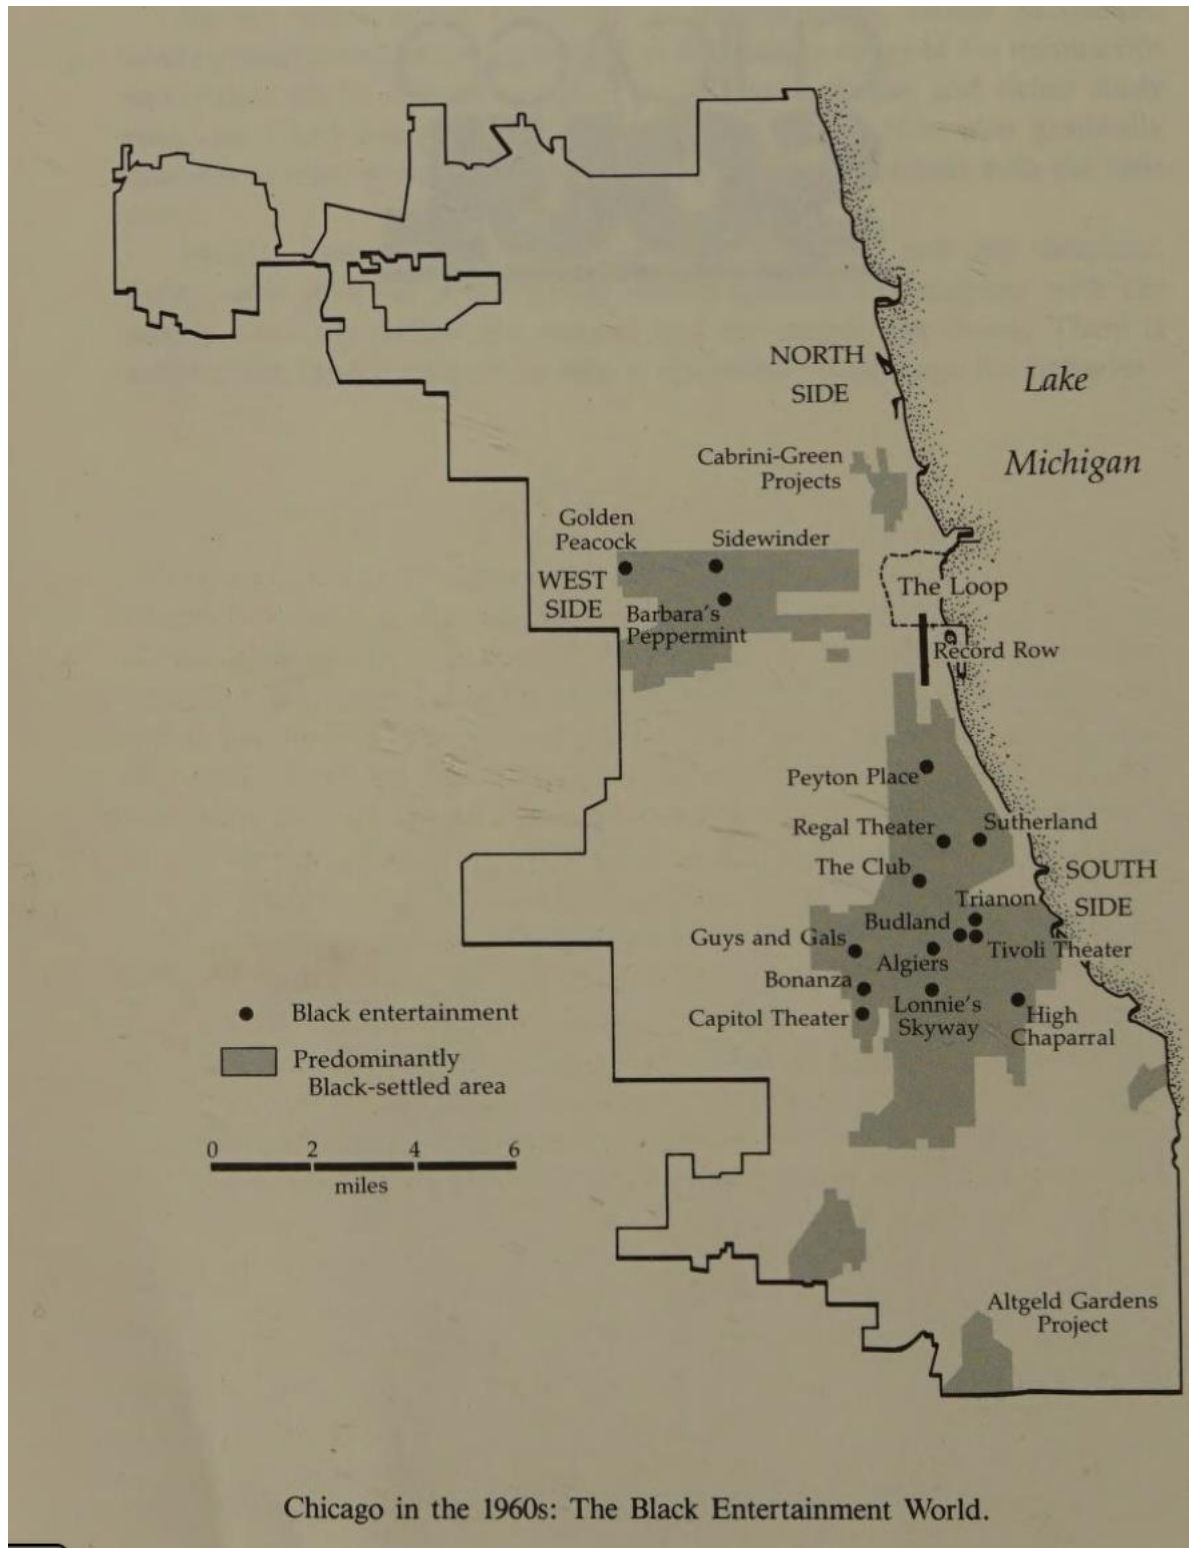 NORTH
SIDE
Lake
Michigan
Cabrini-Green
Projects
Golden
Peacock
Sidewinder
WEST
SIDE
Barbara's
Peppermint
The Loop
Record Row
Peyton Place
Regal Theater
Sutherland
The Club
SOUTH
SIDE
Trianon
Budland
Guys and Gals
Tivoli Theater
Algiers
Bonanza
Lonnie's
Skyway
Capitol Theater
High
Chaparral
Black entertainment
Predominantly
Black-settled area
0 2 4 6
miles
Altgeld Gardens
Project
Chicago in the 1960s: The Black Entertainment World.